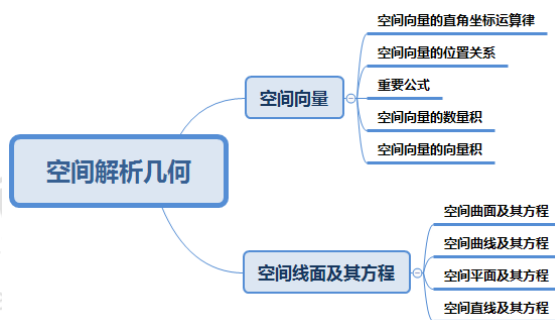 空间解析几何
空间向量
空间向量的直角坐标运算律
空间向量的位置关系
重要公式
空间向量的数量积
空间向量的向量积
空间线面及其方程
空间曲面及其方程
空间曲线及其方程
空间平面及其方程
空间直线及其方程